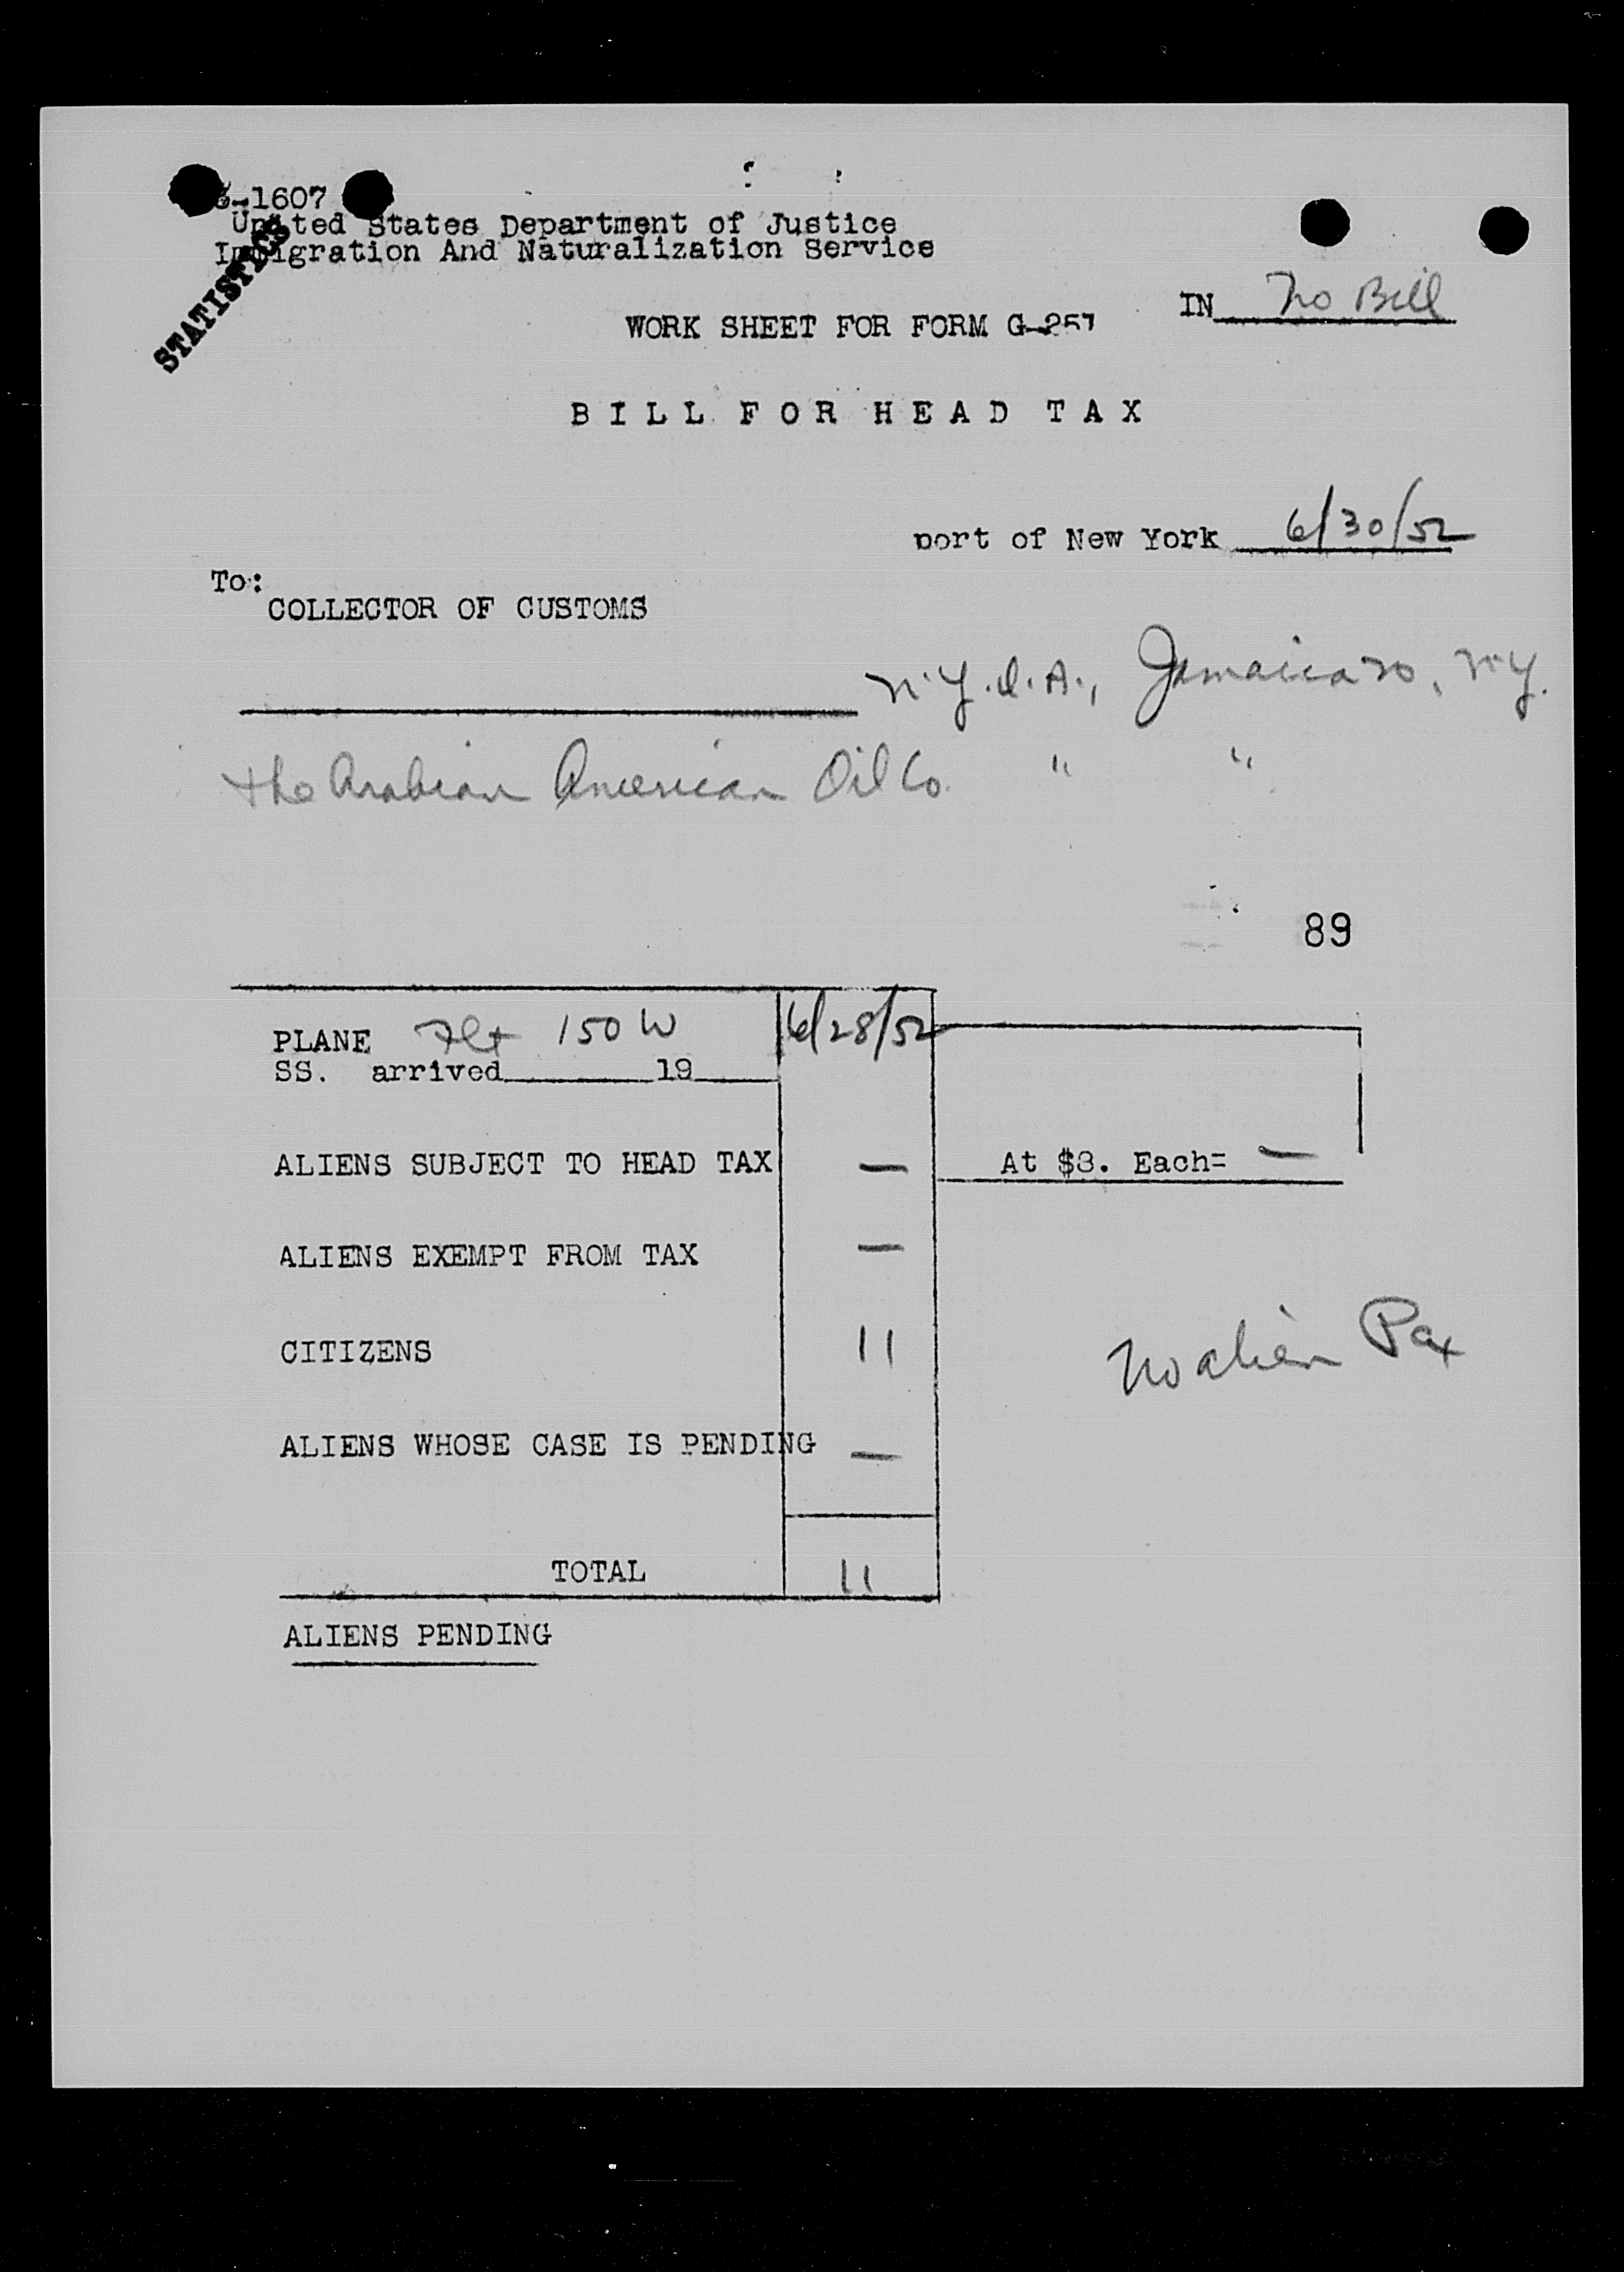 -1607
United States Department of Justice
Immigration And Naturalization Service
STATISTICS
IN No Bill
WORK SHEET FOR FORM G-257
BILL FOR HEAD TAX
port of New York 6/30/52
To:
COLLECTOR OF CUSTOMS
N.Y.I.A., Jamaica 30, N.Y.
The Arabian American Oil Co. " "
89
PLANE Flt 150 W 6/28/52
SS. arrived 19
ALIENS SUBJECT TO HEAD TAX — At $8. Each= —
ALIENS EXEMPT FROM TAX —
CITIZENS 11
No alien Pax
ALIENS WHOSE CASE IS PENDING —
TOTAL 11
ALIENS PENDING